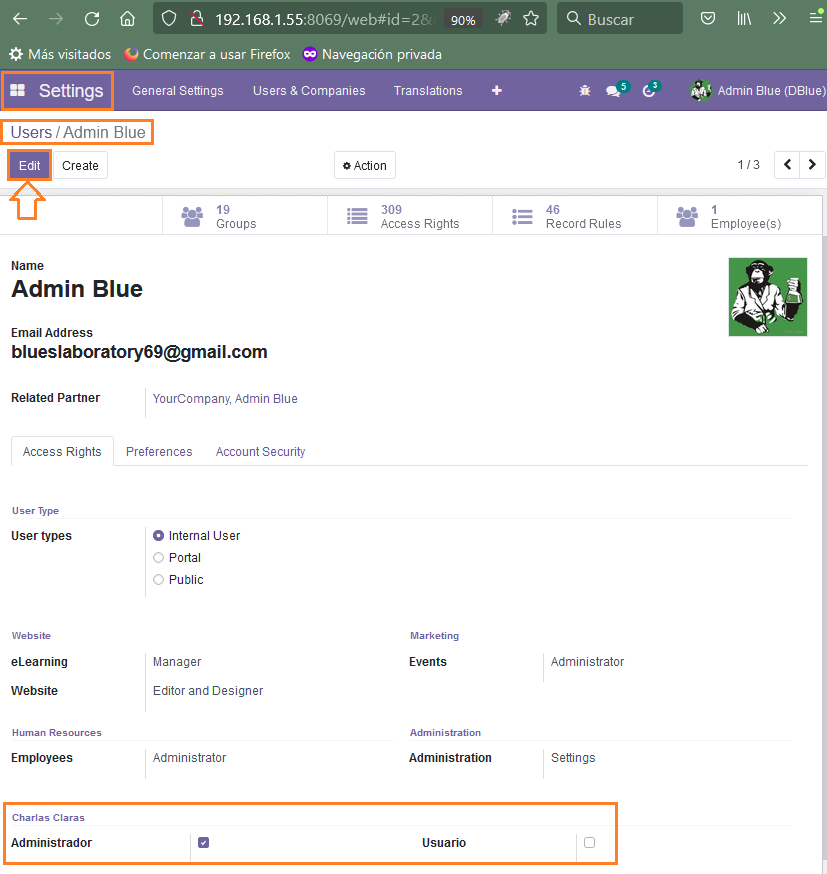 192.168.1.55:8069/web#id=2& 90% Buscar
Más visitados Comenzar a usar Firefox Navegación privada
Settings General Settings Users & Companies Translations + 5 3 Admin Blue (DBlue)
Users / Admin Blue
Edit Create Action 1 / 3
19 Groups
309 Access Rights
46 Record Rules
1 Employee(s)
Name
Admin Blue
Email Address
blueslaboratory69@gmail.com
Related Partner YourCompany, Admin Blue
Access Rights Preferences Account Security
User Type
User types Internal User
Portal
Public
Website Marketing
eLearning Manager Events Administrator
Website Editor and Designer
Human Resources Administration
Employees Administrator Administration Settings
Charlas Claras
Administrador Usuario